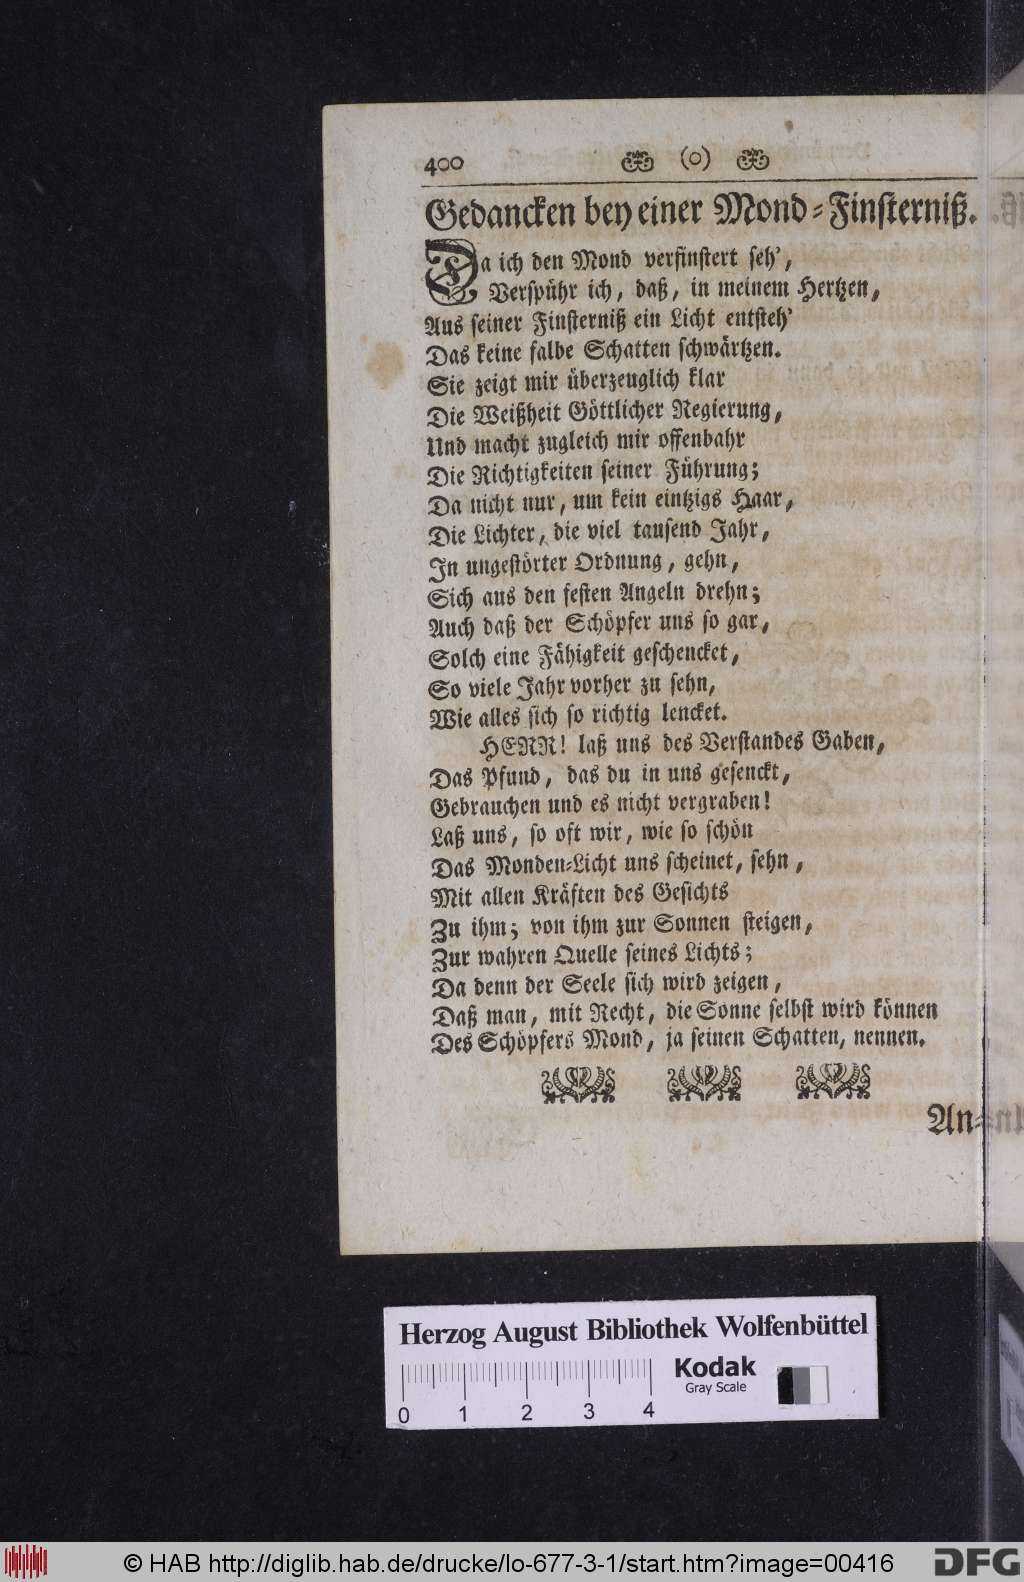 400 (o)
Gedancken bey einer Mond-Finsterniß.
Da ich den Mond verfinstert seh',
Verspühr ich, daß, in meinem Hertzen,
Aus seiner Finsterniß ein Licht entsteh'
Das keine falbe Schatten schwärtzen.
Sie zeigt mir überzeuglich klar
Die Weißheit Göttlicher Regierung,
Und macht zugleich mir offenbahr
Die Richtigkeiten seiner Führung;
Da nicht nur, um kein eintzigs Haar,
Die Lichter, die viel tausend Jahr,
In ungestörter Ordnung, gehn,
Sich aus den festen Angeln drehn;
Auch daß der Schöpfer uns so gar,
Solch eine Fähigkeit geschencket,
So viele Jahr vorher zu sehn,
Wie alles sich so richtig lencket.
HERR! laß uns des Verstandes Gaben,
Das Pfund, das du in uns gesenckt,
Gebrauchen und es nicht vergraben!
Laß uns, so oft wir, wie so schön
Das Monden-Licht uns scheinet, sehn,
Mit allen Kräften des Gesichts
Zu ihm; von ihm zur Sonnen steigen,
Zur wahren Quelle seines Lichts;
Da denn der Seele sich wird zeigen,
Daß man, mit Recht, die Sonne selbst wird können
Des Schöpfers Mond, ja seinen Schatten, nennen.
An-
Herzog August Bibliothek Wolfenbüttel
Kodak
Gray Scale
0 1 2 3 4
© HAB http://diglib.hab.de/drucke/lo-677-3-1/start.htm?image=00416
DFG